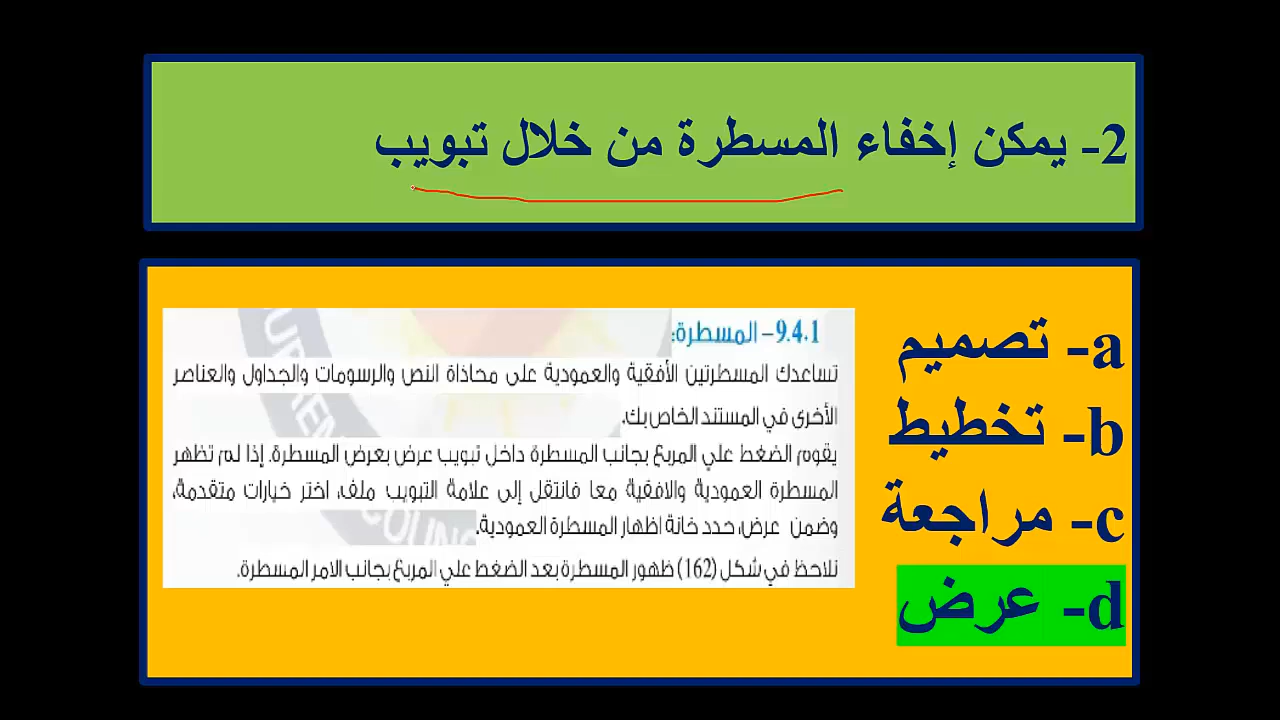 2- يمكن إخفاء المسطرة من خلال تبويب
a- تصميم
b- تخطيط
c- مراجعة
d- عرض
9.4.1- المسطرة:
تساعدك المسطرتين الأفقية والعمودية على محاذاة النص والرسومات والجداول والعناصر
الأخرى في المستند الخاص بك.
يقوم الضغط علي المربع بجانب المسطرة داخل تبويب عرض بعرض المسطرة. إذا لم تظهر
المسطرة العمودية والافقية معا فانتقل إلى علامة التبويب ملف، اختر خيارات متقدمة،
وضمن عرض، حدد خانة اظهار المسطرة العمودية.
نلاحظ في شكل (162) ظهور المسطرة بعد الضغط علي المربع بجانب الامر المسطرة.